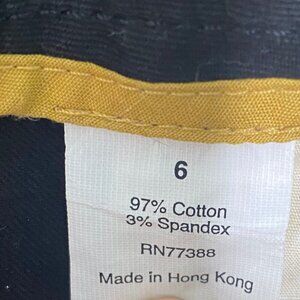 6
97% Cotton
3% Spandex
RN77388
Made in Hong Kong